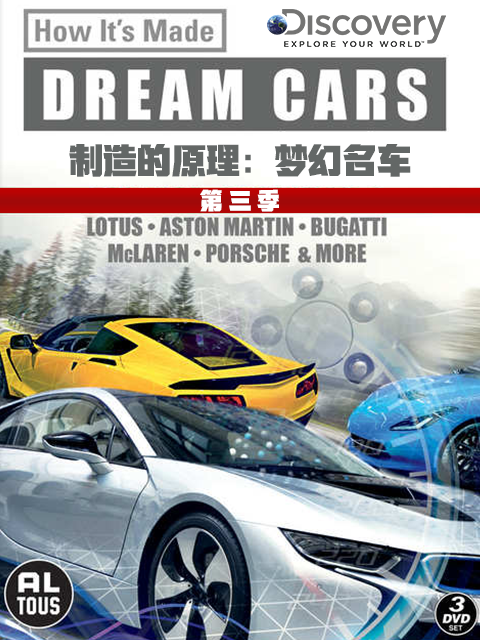 How It's Made
Discovery
EXPLORE YOUR WORLD™
DREAM CARS
制造的原理：梦幻名车
第三季
LOTUS • ASTON MARTIN • BUGATTI
McLAREN • PORSCHE & MORE
AL
TOUS
3
DVD
SET